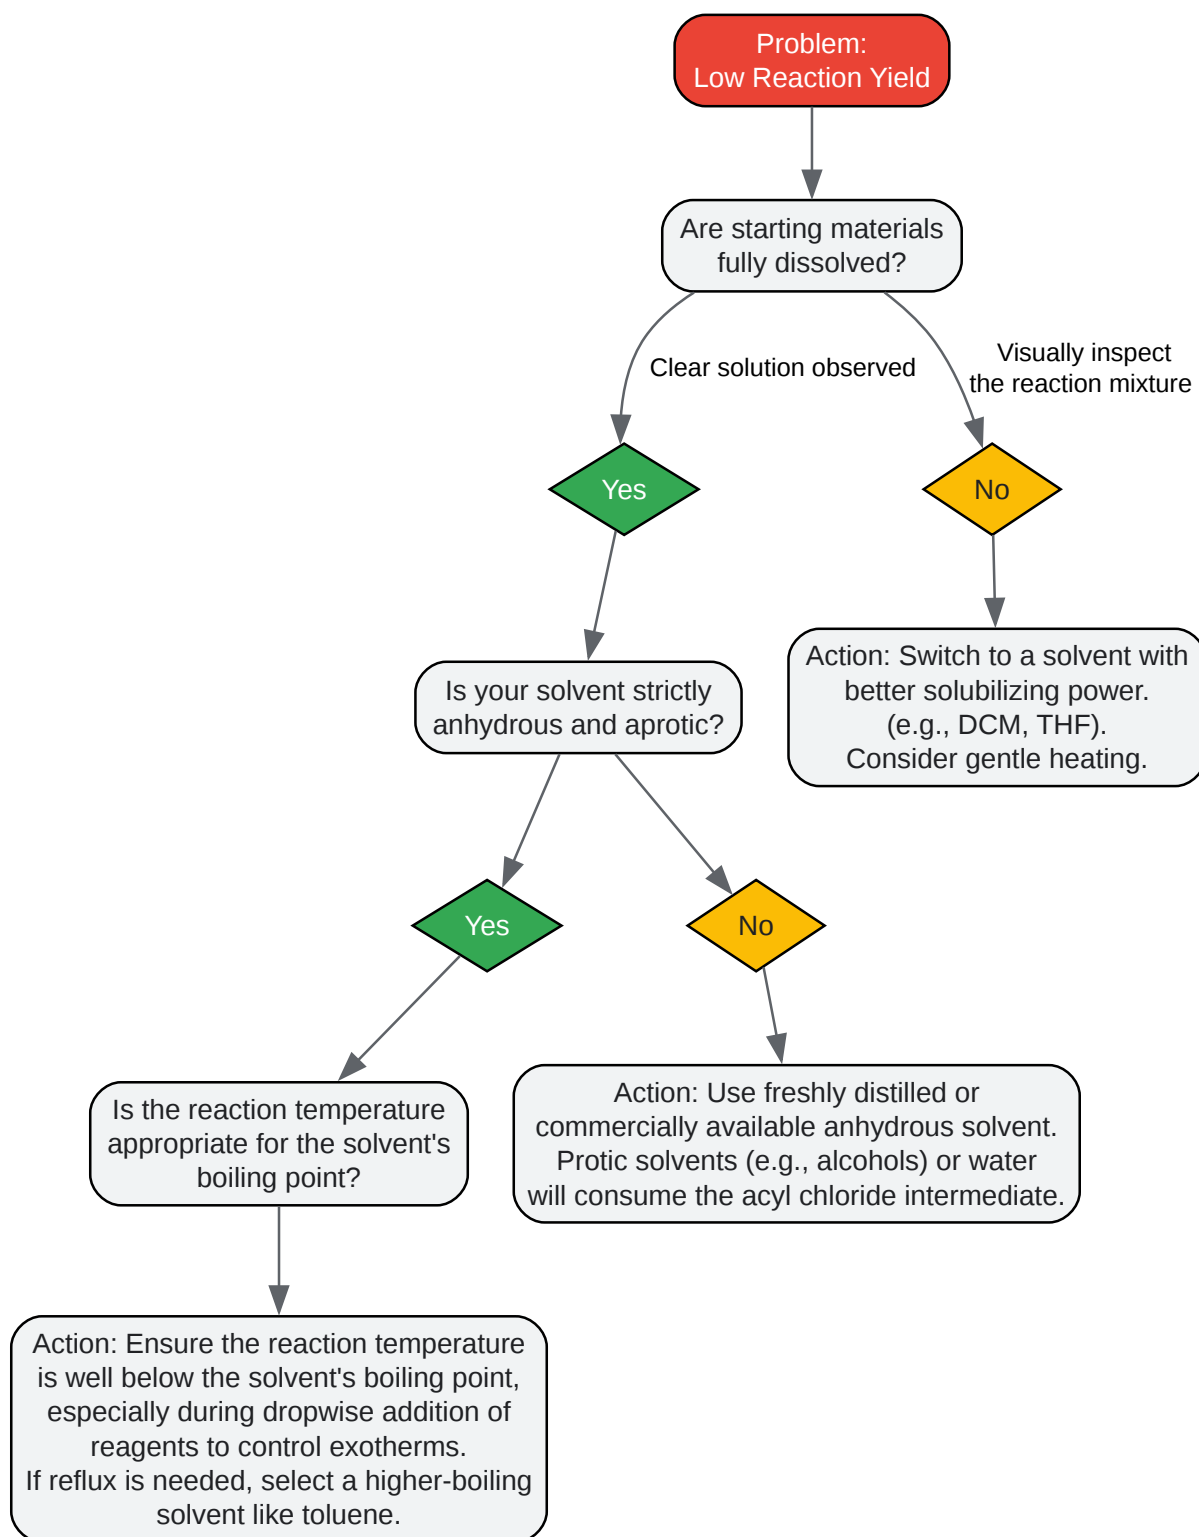 Problem:
Low Reaction Yield
Are starting materials
fully dissolved?
Clear solution observed
Visually inspect
the reaction mixture
Yes
No
Is your solvent strictly
anhydrous and aprotic?
Action: Switch to a solvent with
better solubilizing power.
(e.g., DCM, THF).
Consider gentle heating.
Yes
No
Is the reaction temperature
appropriate for the solvent's
boiling point?
Action: Use freshly distilled or
commercially available anhydrous solvent.
Protic solvents (e.g., alcohols) or water
will consume the acyl chloride intermediate.
Action: Ensure the reaction temperature
is well below the solvent's boiling point,
especially during dropwise addition of
reagents to control exotherms.
If reflux is needed, select a higher-boiling
solvent like toluene.